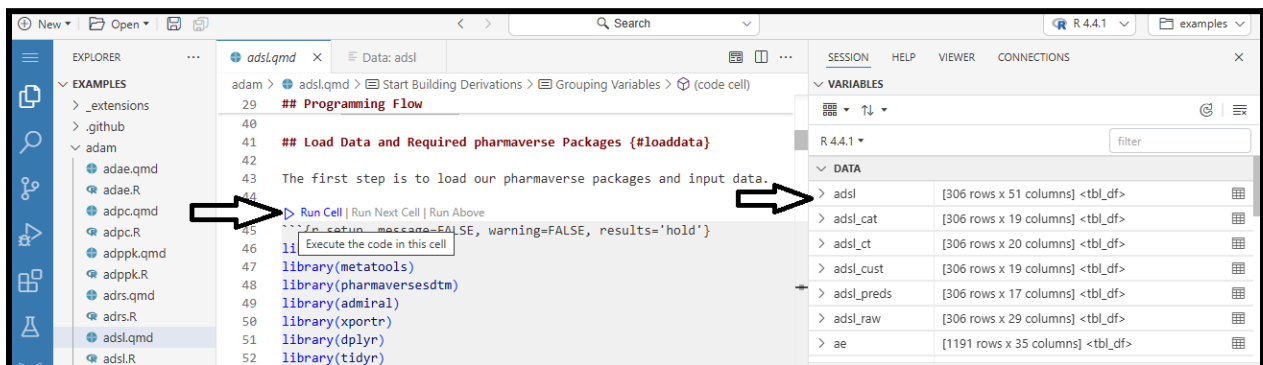 New Open Search R 4.4.1 examples
EXPLORER ...
EXAMPLES
_extensions
.github
adam
adae.qmd
adae.R
adpc.qmd
adpc.R
adppk.qmd
adppk.R
adrs.qmd
adrs.R
adsl.qmd
adsl.R
adsl.qmd Data: adsl
adam > adsl.qmd > Start Building Derivations > Grouping Variables > (code cell)
29 ## Programming Flow
40
41 ## Load Data and Required pharmaverse Packages {#loaddata}
42
43 The first step is to load our pharmaverse packages and input data.
44
Run Cell | Run Next Cell | Run Above
45 ```{r setup, message=FALSE, warning=FALSE, results='hold'}
Execute the code in this cell
46 li
47 library(metatools)
48 library(pharmaversesdtm)
49 library(admiral)
50 library(xportr)
51 library(dplyr)
52 library(tidyr)
SESSION HELP VIEWER CONNECTIONS
VARIABLES
R 4.4.1 filter
DATA
adsl [306 rows x 51 columns] <tbl_df>
adsl_cat [306 rows x 19 columns] <tbl_df>
adsl_ct [306 rows x 20 columns] <tbl_df>
adsl_cust [306 rows x 19 columns] <tbl_df>
adsl_preds [306 rows x 17 columns] <tbl_df>
adsl_raw [306 rows x 29 columns] <tbl_df>
ae [1191 rows x 35 columns] <tbl_df>